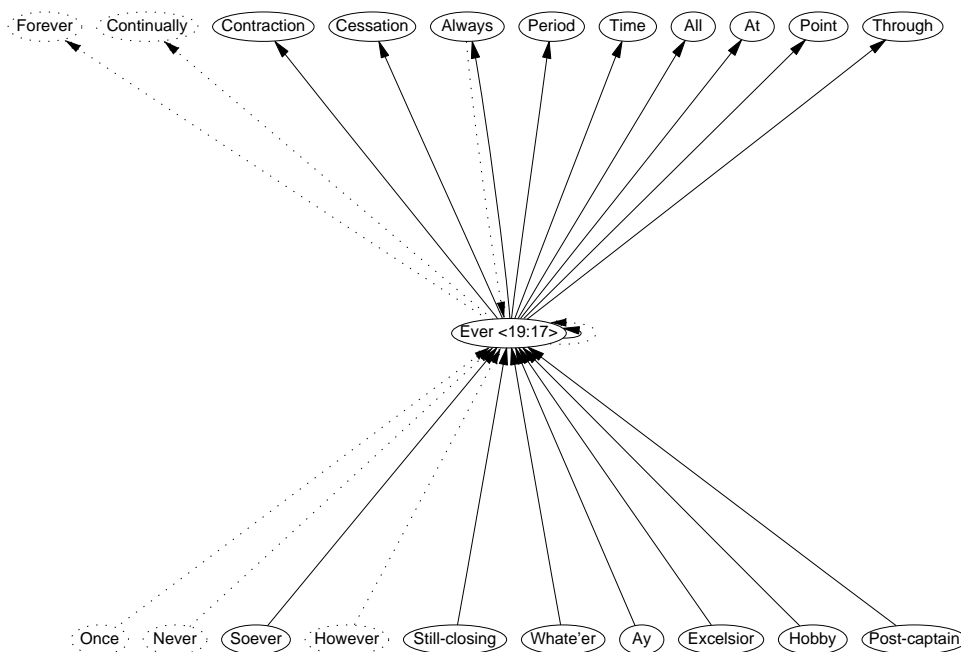 Forever Continually Contraction Cessation Always Period Time All At Point Through
Ever <19:17>
Once Never Soever However Still-closing Whate'er Ay Excelsior Hobby Post-captain